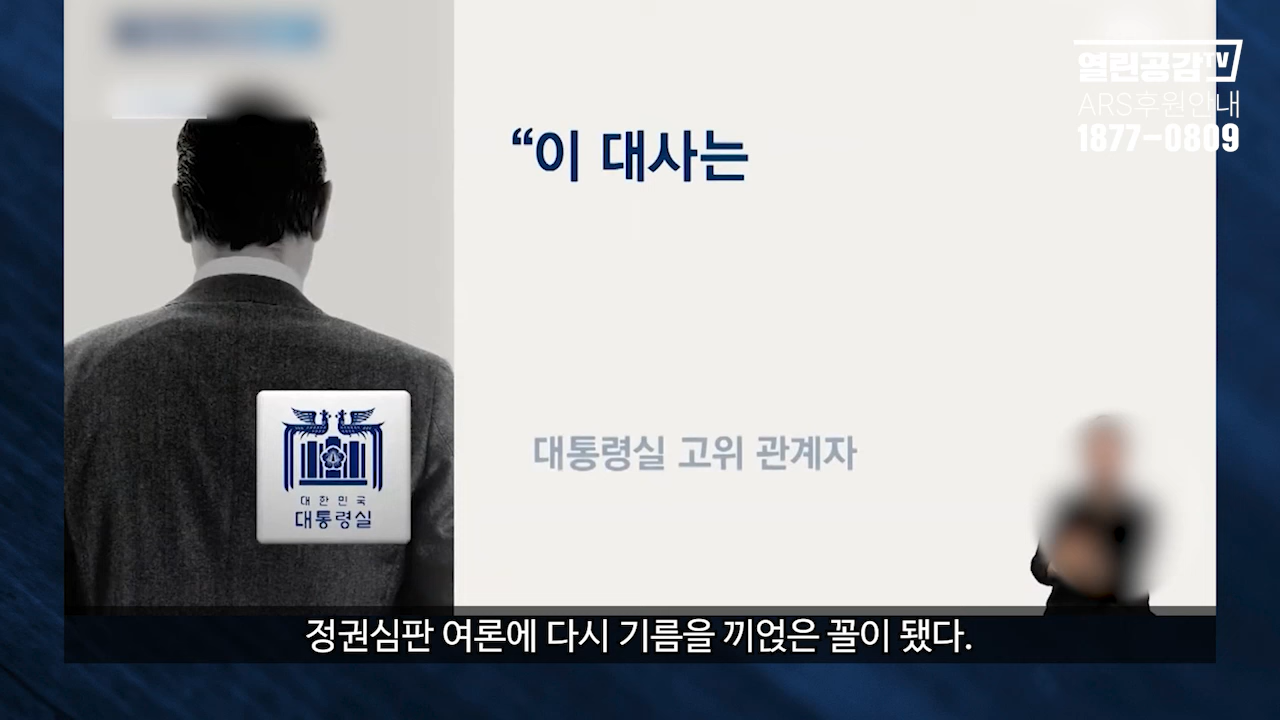 열린공감TV
ARS후원안내
1877-0809
“이 대사는
대통령실 고위 관계자
대한민국
대통령실
정권심판 여론에 다시 기름을 끼얹은 꼴이 됐다.